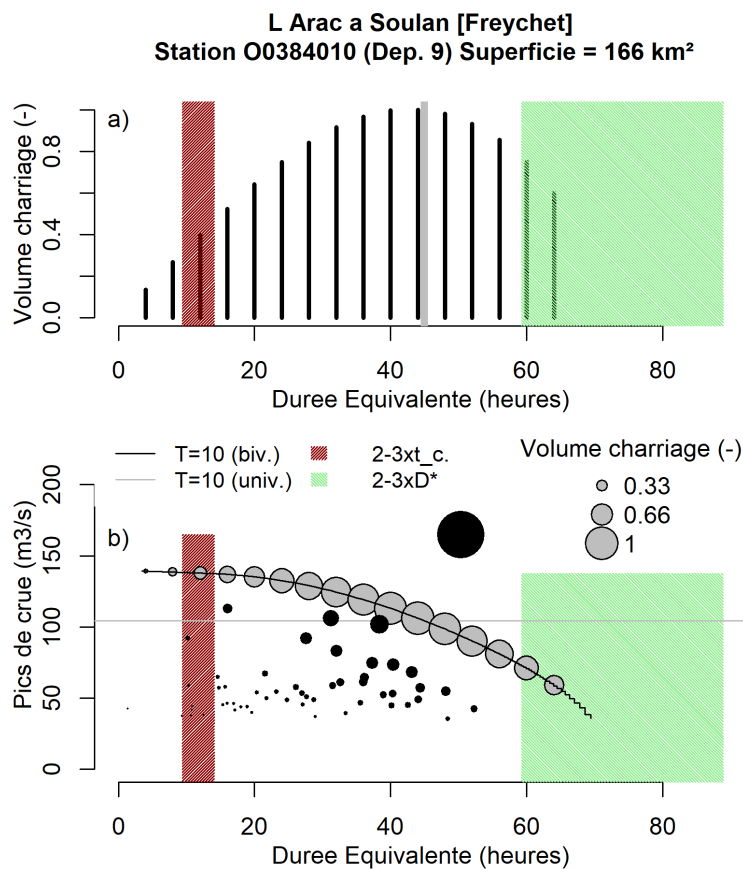 L Arac a Soulan [Freychet]
Station O0384010 (Dep. 9) Superficie = 166 km²
a)
Volume charriage (-)
0.0
0.4
0.8
0 20 40 60 80
Duree Equivalente (heures)
T=10 (biv.)
T=10 (univ.)
2-3xt_c.
2-3xD*
Volume charriage (-)
0.33
0.66
1
b)
Pics de crue (m3/s)
0
50
100
150
200
0 20 40 60 80
Duree Equivalente (heures)